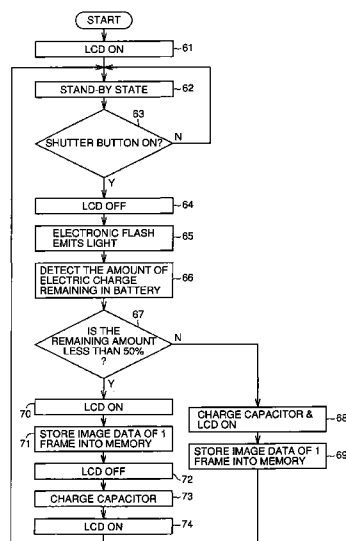 START
LCD ON
61
STAND-BY STATE
62
63
SHUTTER BUTTON ON?
N
Y
LCD OFF
64
ELECTRONIC FLASH
EMITS LIGHT
65
DETECT THE AMOUNT OF
ELECTRIC CHARGE
REMAINING IN BATTERY
66
67
IS THE
REMAINING AMOUNT
LESS THAN 50%
?
N
Y
70
LCD ON
CHARGE CAPACITOR &
LCD ON
68
71
STORE IMAGE DATA OF 1
FRAME INTO MEMORY
STORE IMAGE DATA OF 1
FRAME INTO MEMORY
69
LCD OFF
72
CHARGE CAPACITOR
73
LCD ON
74